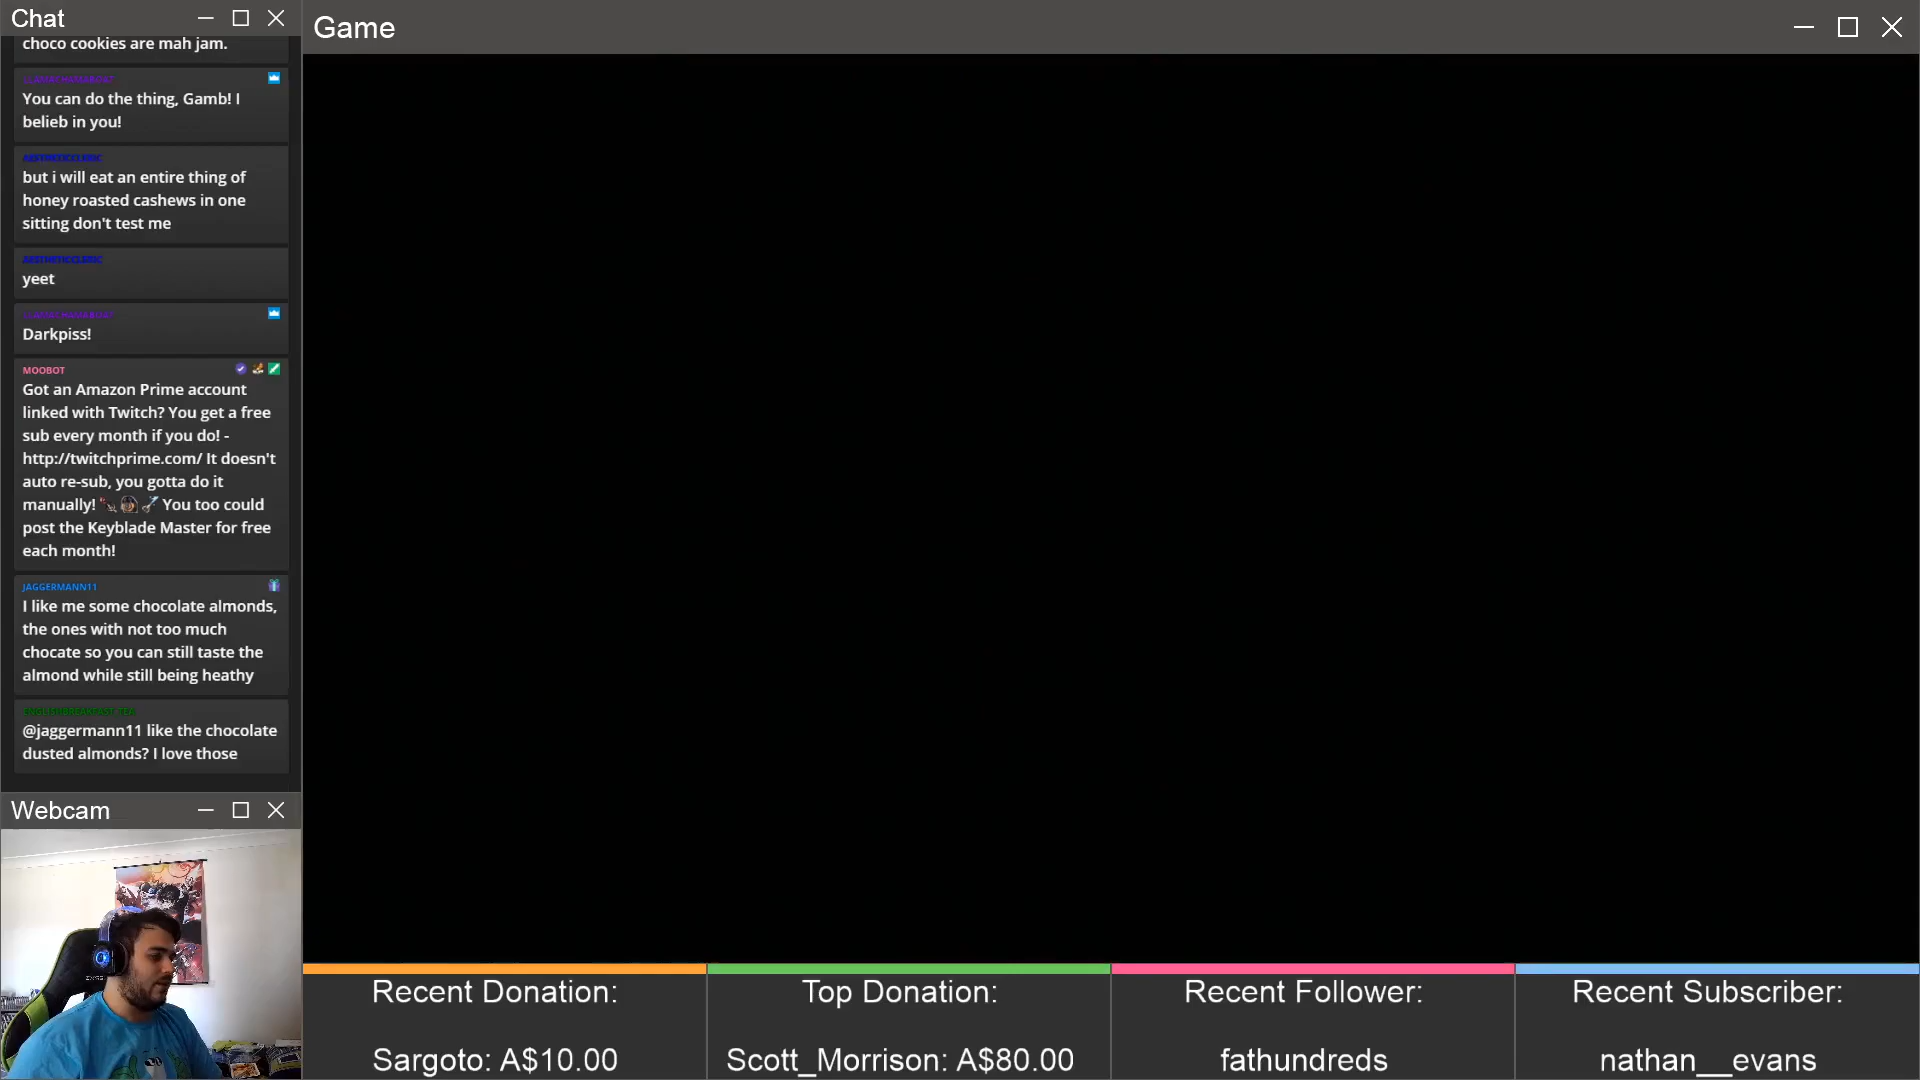 Chat
choco cookies are mah jam.
You can do the thing, Gamb! I
belieb in you!
AESTHETICCLERIC
but i will eat an entire thing of
honey roasted cashews in one
sitting don't test me
AESTHETICCLERIC
yeet
Darkpiss!
MOOBOT
Got an Amazon Prime account
linked with Twitch? You get a free
sub every month if you do! -
http://twitchprime.com/ It doesn't
auto re-sub, you gotta do it
manually! You too could
post the Keyblade Master for free
each month!
JAGGERMANN11
I like me some chocolate almonds,
the ones with not too much
chocate so you can still taste the
almond while still being heathy
ENGLISHBREAKFAST_TEA
@jaggermann11 like the chocolate
dusted almonds? I love those
Webcam
Game
Recent Donation:
Sargoto: A$10.00
Top Donation:
Scott_Morrison: A$80.00
Recent Follower:
fathundreds
Recent Subscriber:
nathan__evans